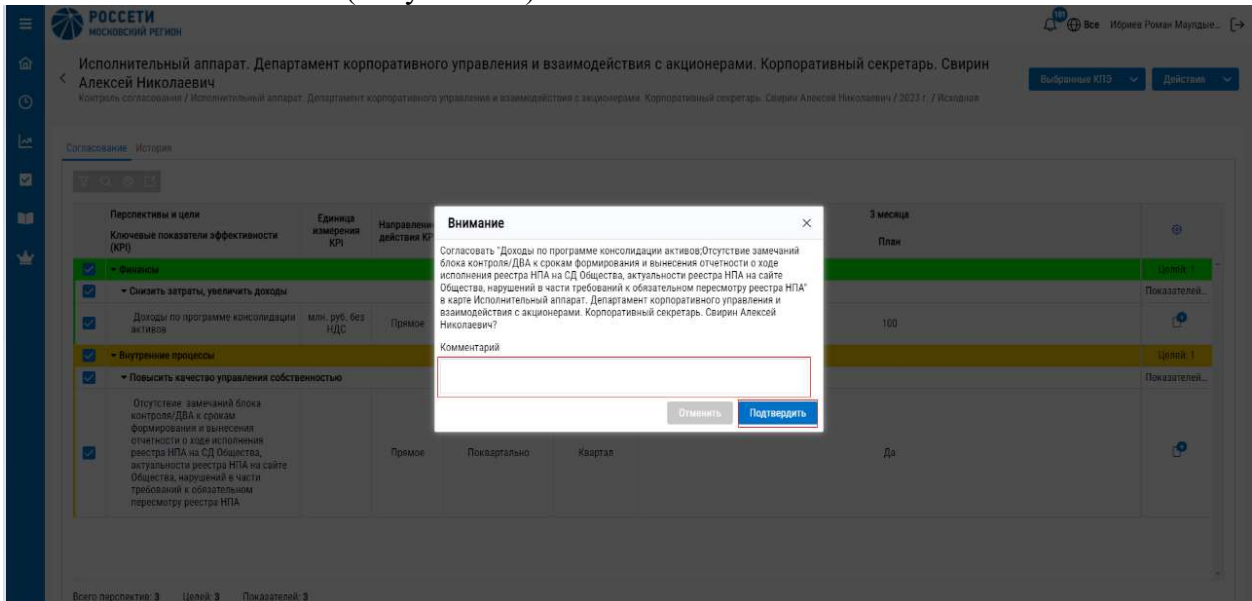 РОССЕТИ
МОСКОВСКИЙ РЕГИОН
181
Все Ибриев Роман Маулдые...
Исполнительный аппарат. Департамент корпоративного управления и взаимодействия с акционерами. Корпоративный секретарь. Свирин
Алексей Николаевич
Контроль согласования / Исполнительный аппарат. Департамент корпоративного управления и взаимодействия с акционерами. Корпоративный секретарь. Свирин Алексей Николаевич / 2023 г. / Исходная
Выбранные КПЭ
Действия
Согласование История
Перспективы и цели
Ключевые показатели эффективности
(KPI)
Единица
измерения
KPI
Направлени
действия KP
3 месяца
План
Финансы
Целей: 1
Снизить затраты, увеличить доходы
Показателей...
Доходы по программе консолидации
активов
млн. руб. без
НДС
Прямое
100
Внутренние процессы
Целей: 1
Повысить качество управления собственностью
Показателей...
Отсутствие замечаний блока
контроля/ДВА к срокам
формирования и вынесения
отчетности о ходе исполнения
реестра НПА на СД Общества,
актуальности реестра НПА на сайте
Общества, нарушений в части
требований к обязательном
пересмотру реестра НПА
Прямое
Поквартально
Квартал
Да
Внимание
Согласовать "Доходы по программе консолидации активов;Отсутствие замечаний
блока контроля/ДВА к срокам формирования и вынесения отчетности о ходе
исполнения реестра НПА на СД Общества, актуальности реестра НПА на сайте
Общества, нарушений в части требований к обязательном пересмотру реестра НПА"
в карте Исполнительный аппарат. Департамент корпоративного управления и
взаимодействия с акционерами. Корпоративный секретарь. Свирин Алексей
Николаевич?
Комментарий
Отменить
Подтвердить
Всего перспектив: 3 Целей: 3 Показателей: 3